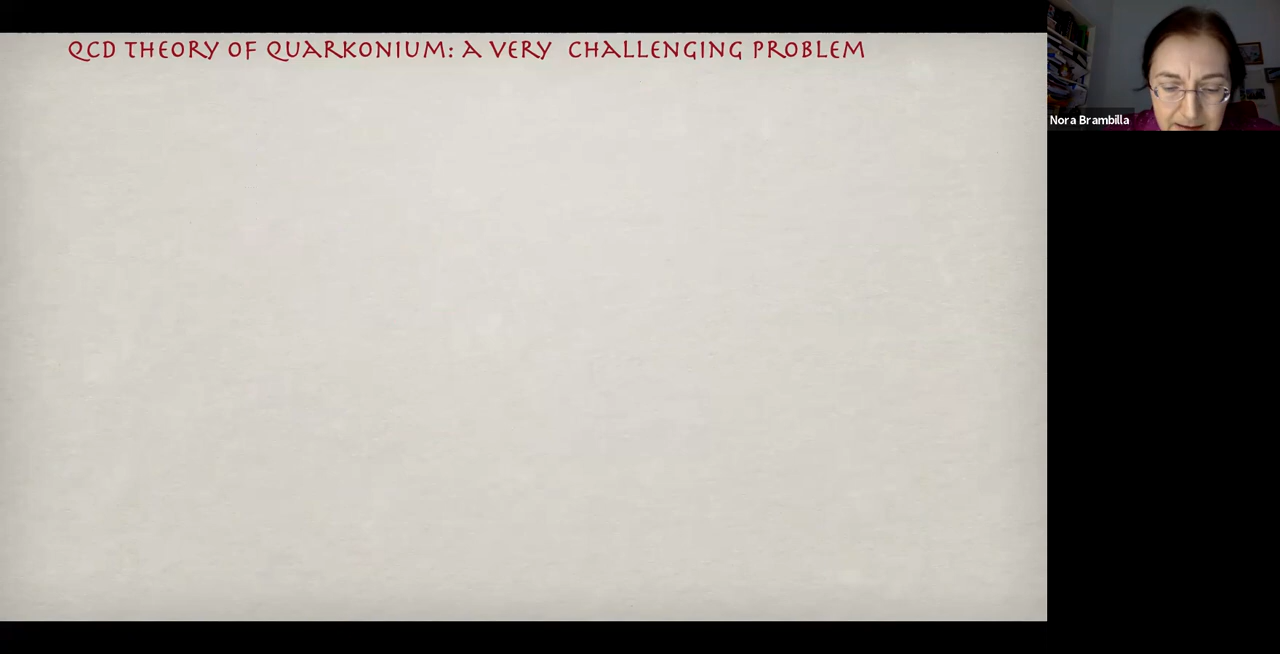 QCD THEORY OF QUARKONIUM: A VERY CHALLENGING PROBLEM
Nora Brambilla